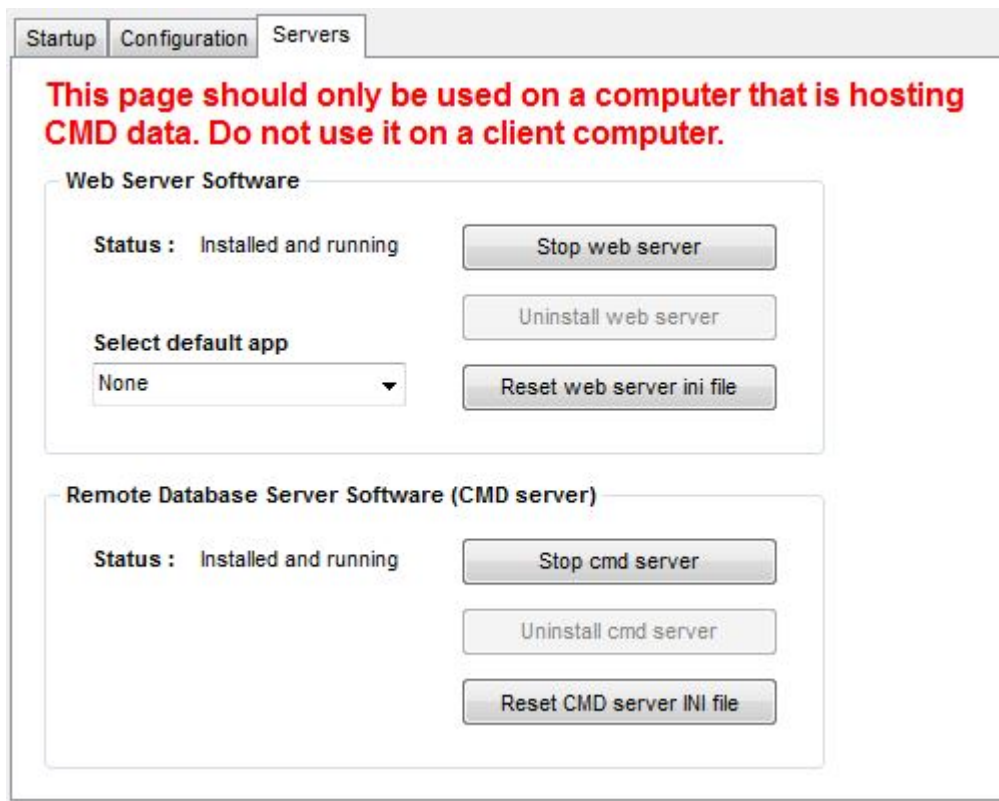 Startup Configuration Servers
This page should only be used on a computer that is hosting
CMD data. Do not use it on a client computer.
Web Server Software
Status : Installed and running Stop web server
Uninstall web server
Select default app
None Reset web server ini file
Remote Database Server Software (CMD server)
Status : Installed and running Stop cmd server
Uninstall cmd server
Reset CMD server INI file